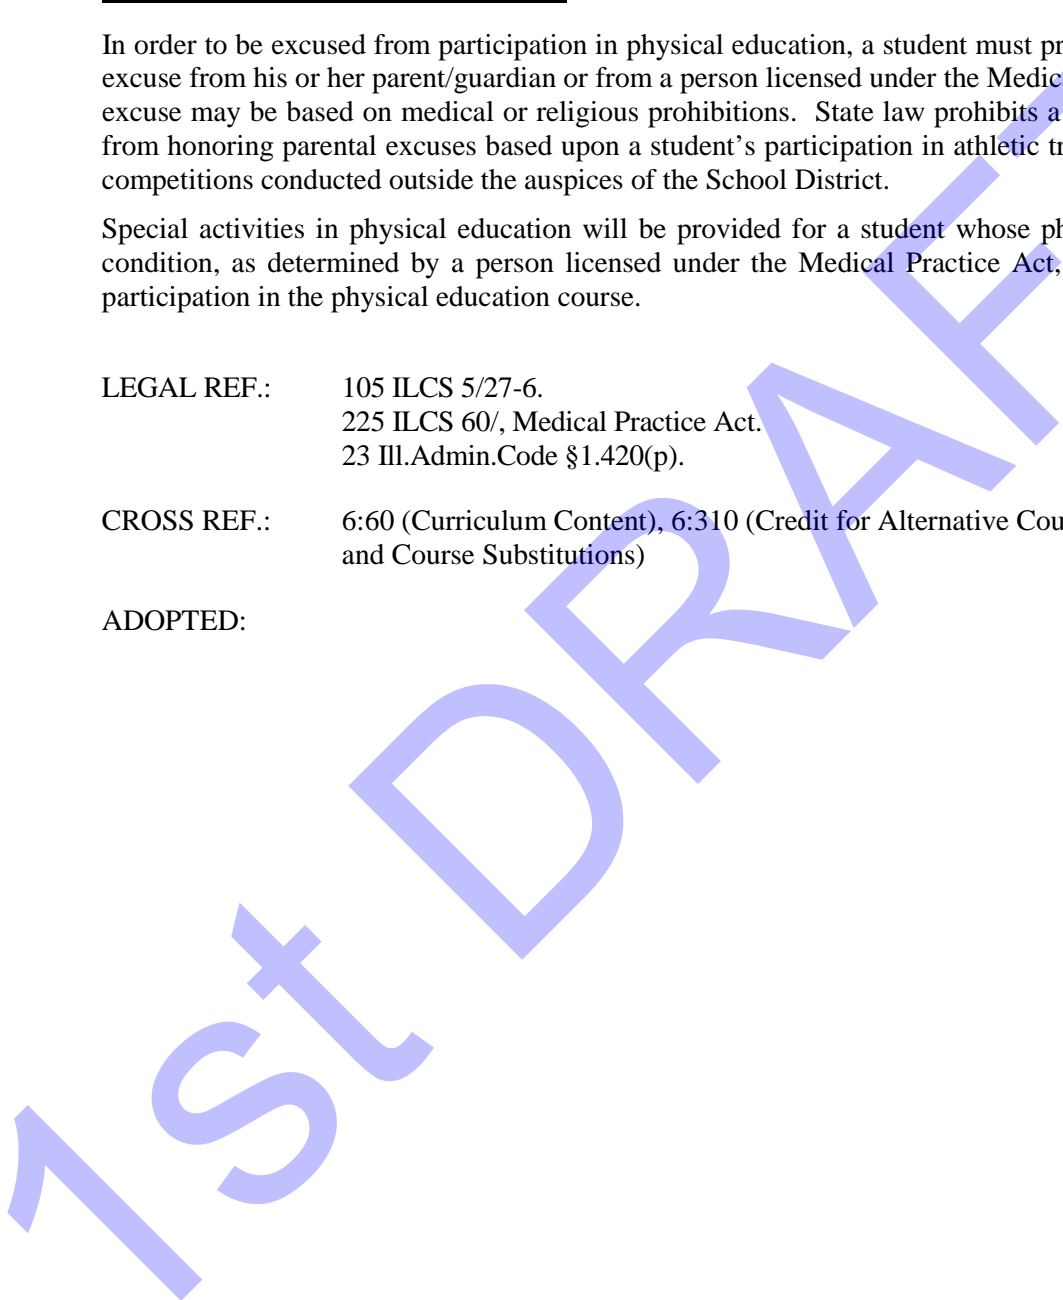 In order to be excused from participation in physical education, a student must
excuse from his or her parent/guardian or from a person licensed under the
excuse may be based on medical or religious prohibitions. State law prohibits a
from honoring parental excuses based upon a student's participation in athletic
competitions conducted outside the auspices of the School District.
Special activities in physical education will be provided for a student whose
condition, as determined by a person licensed under the Medical Practice Act,
participation in the physical education course.
LEGAL REF.: 105 ILCS 5/27-6.
225 ILCS 60/, Medical Practice Act.
23 Ill.Admin.Code §1.420(p).
CROSS REF.: 6:60 (Curriculum Content), 6:310 (Credit for Alternative
and Course Substitutions)
ADOPTED:
1st DRAF